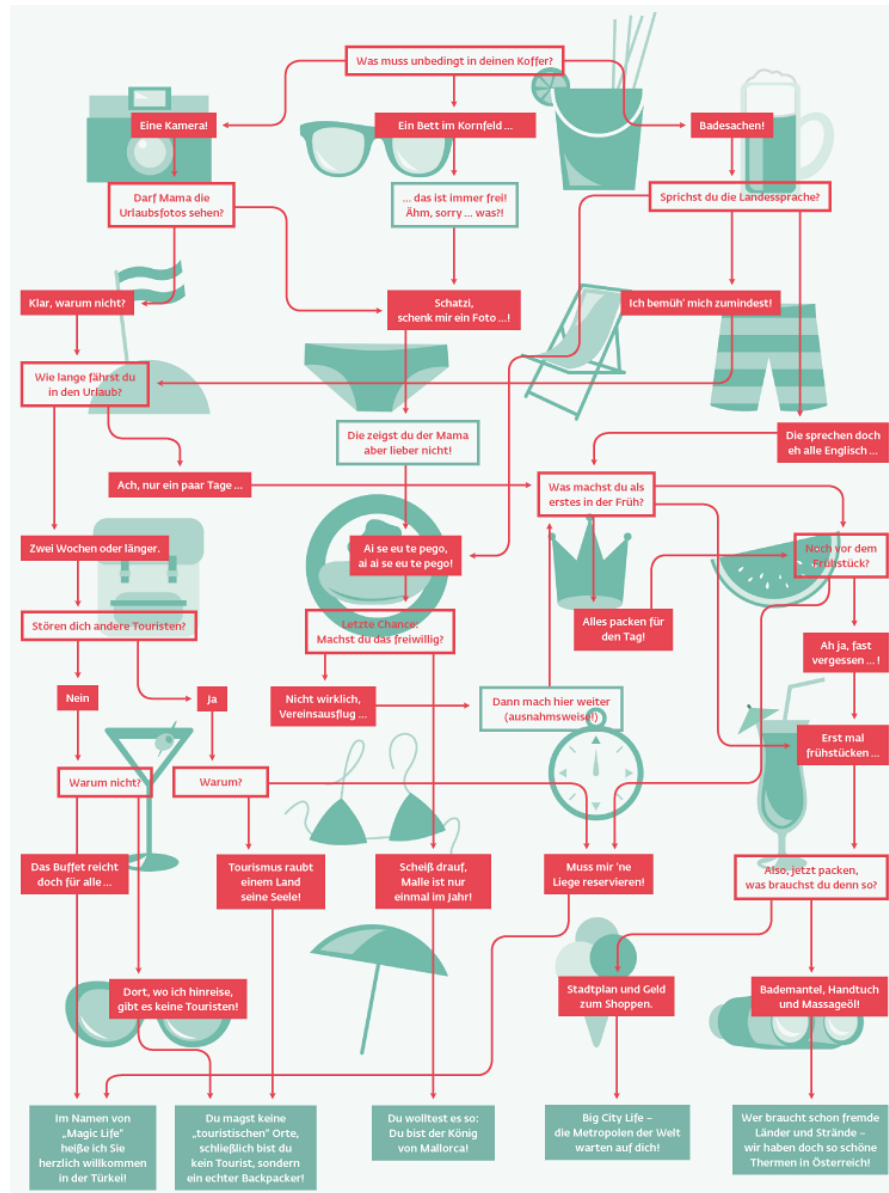 Was muss unbedingt in deinen Koffer?
Eine Kamera!
Ein Bett im Kornfeld ...
Badesachen!
Darf Mama die
Urlaubsfotos sehen?
... das ist immer frei!
Ähm, sorry ... was?!
Sprichst du die Landessprache?
Klar, warum nicht?
Schatzi,
schenk mir ein Foto ...!
Ich bemüh' mich zumindest!
Wie lange fährst du
in den Urlaub?
Die zeigst du der Mama
aber lieber nicht!
Die sprechen doch
eh alle Englisch ...
Ach, nur ein paar Tage ...
Was machst du als
erstes in der Früh?
Zwei Wochen oder länger.
Ai se eu te pego,
ai ai se eu te pego!
Noch vor dem
Frühstück?
Stören dich andere Touristen?
Letzte Chance:
Machst du das freiwillig?
Alles packen für
den Tag!
Ah ja, fast
vergessen ... !
Nein
Ja
Nicht wirklich,
Vereinsausflug ...
Dann mach hier weiter
(ausnahmsweise!)
Erst mal
frühstücken ...
Warum nicht?
Warum?
Das Buffet reicht
doch für alle ...
Tourismus raubt
einem Land
seine Seele!
Scheiß drauf,
Malle ist nur
einmal im Jahr!
Muss mir 'ne
Liege reservieren!
Also, jetzt packen,
was brauchst du denn so?
Dort, wo ich hinreise,
gibt es keine Touristen!
Stadtplan und Geld
zum Shoppen.
Bademantel, Handtuch
und Massageöl!
Im Namen von
„Magic Life"
heiße ich Sie
herzlich willkommen
in der Türkei!
Du magst keine
„touristischen" Orte,
schließlich bist du
kein Tourist, sondern
ein echter Backpacker!
Du wolltest es so:
Du bist der König
von Mallorca!
Big City Life –
die Metropolen der Welt
warten auf dich!
Wer braucht schon fremde
Länder und Strände –
wir haben doch so schöne
Thermen in Österreich!